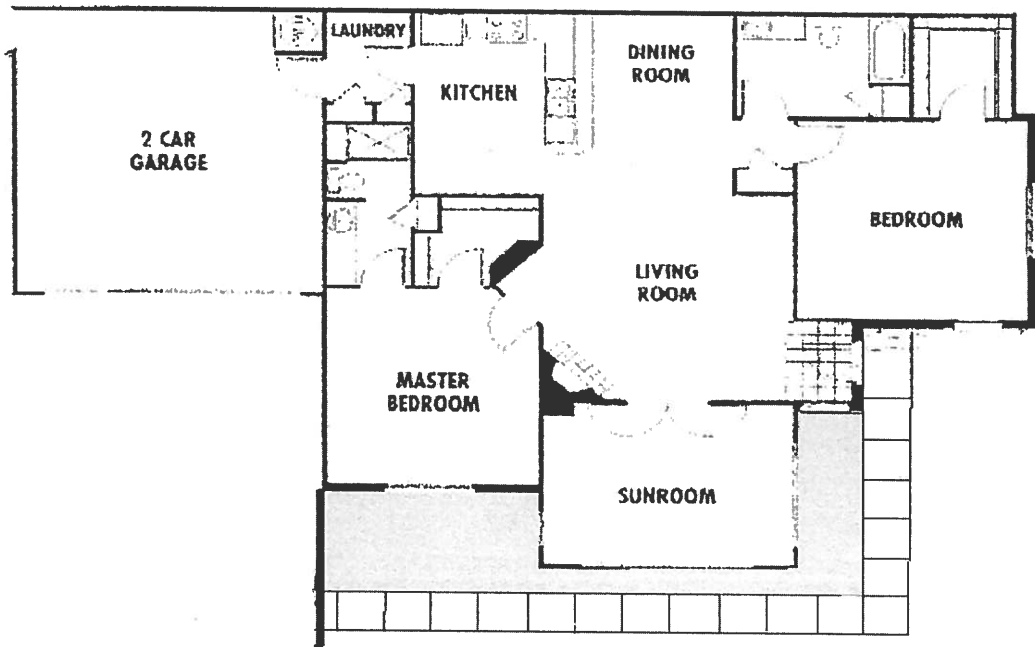 LAUNDRY
KITCHEN
DINING
ROOM
2 CAR
GARAGE
BEDROOM
LIVING
ROOM
MASTER
BEDROOM
SUNROOM